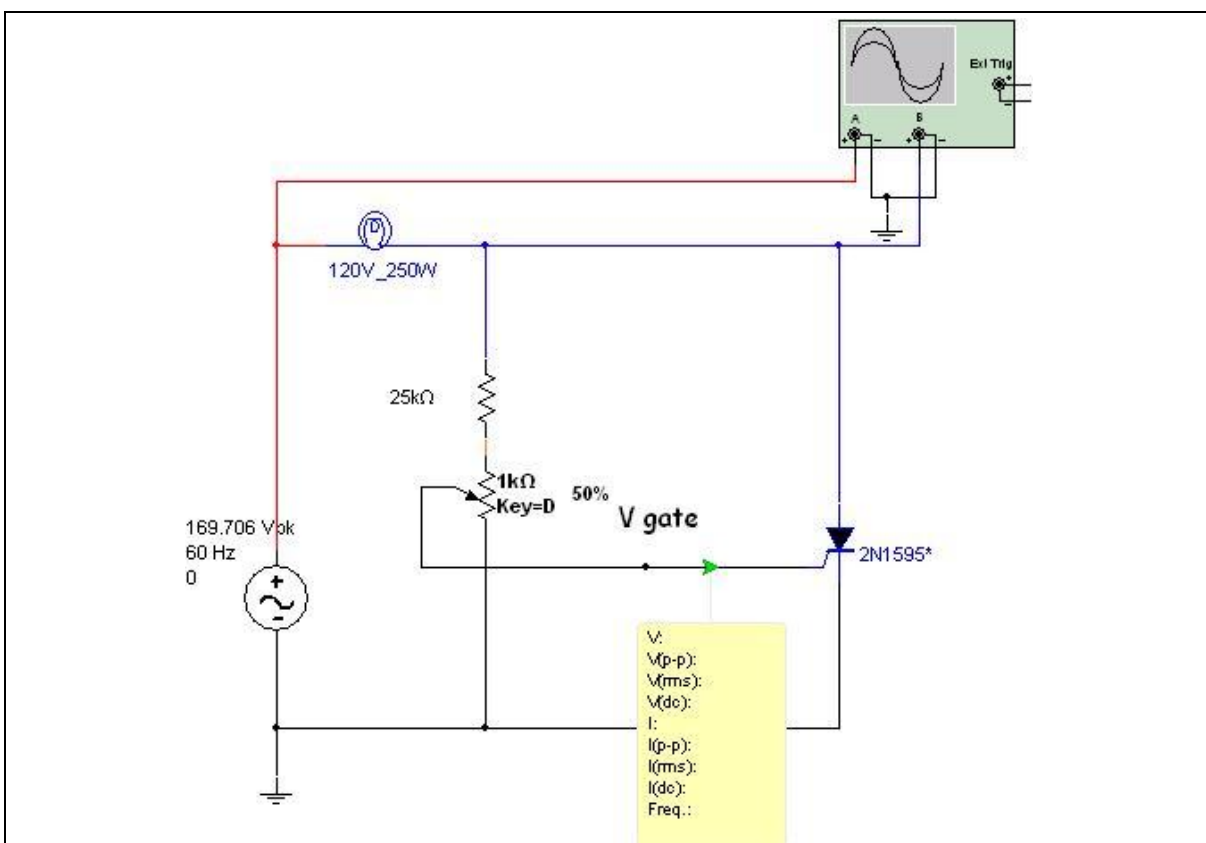 Ext Trig
+
−
A
B
+
−
+
−
D
120V_250W
25kΩ
1kΩ
Key=D
50%
V gate
169.706 Vpk
60 Hz
0
+
−
2N1595*
V:
V(p-p):
V(rms):
V(dc):
I:
I(p-p):
I(rms):
I(dc):
Freq.: